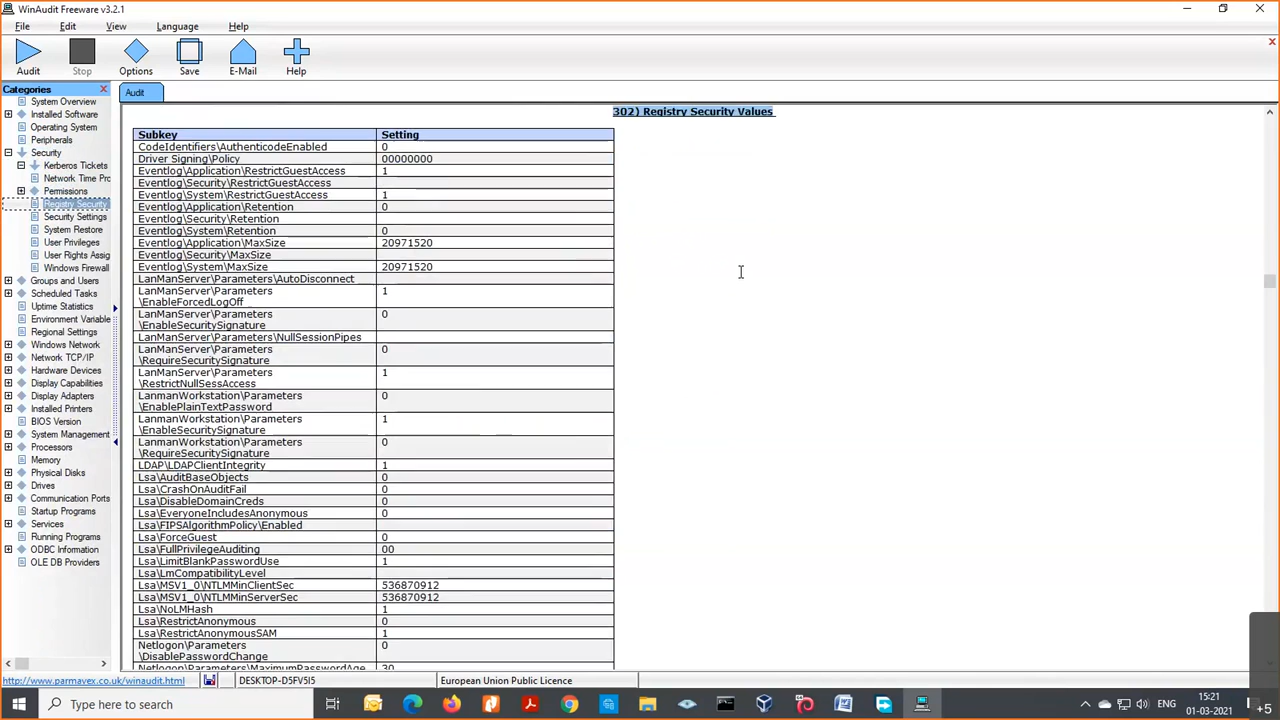 WinAudit Freeware v3.2.1
File Edit View Language Help
Audit Stop Options Save E-Mail Help
Categories
System Overview
Installed Software
Operating System
Peripherals
Security
Kerberos Tickets
Network Time Pro
Permissions
Registry Security
Security Settings
System Restore
User Privileges
User Rights Assig
Windows Firewall
Groups and Users
Scheduled Tasks
Uptime Statistics
Environment Variable
Regional Settings
Windows Network
Network TCP/IP
Hardware Devices
Display Capabilities
Display Adapters
Installed Printers
BIOS Version
System Management
Processors
Memory
Physical Disks
Drives
Communication Ports
Startup Programs
Services
Running Programs
ODBC Information
OLE DB Providers
Audit
302) Registry Security Values
Subkey Setting
CodeIdentifiers\AuthenticodeEnabled 0
Driver Signing\Policy 00000000
Eventlog\Application\RestrictGuestAccess 1
Eventlog\Security\RestrictGuestAccess
Eventlog\System\RestrictGuestAccess 1
Eventlog\Application\Retention 0
Eventlog\Security\Retention
Eventlog\System\Retention 0
Eventlog\Application\MaxSize 20971520
Eventlog\Security\MaxSize
Eventlog\System\MaxSize 20971520
LanManServer\Parameters\AutoDisconnect
LanManServer\Parameters 1
\EnableForcedLogOff
LanManServer\Parameters 0
\EnableSecuritySignature
LanManServer\Parameters\NullSessionPipes
LanManServer\Parameters 0
\RequireSecuritySignature
LanManServer\Parameters 1
\RestrictNullSessAccess
LanmanWorkstation\Parameters 0
\EnablePlainTextPassword
LanmanWorkstation\Parameters 1
\EnableSecuritySignature
LanmanWorkstation\Parameters 0
\RequireSecuritySignature
LDAP\LDAPClientIntegrity 1
Lsa\AuditBaseObjects 0
Lsa\CrashOnAuditFail 0
Lsa\DisableDomainCreds 0
Lsa\EveryoneIncludesAnonymous 0
Lsa\FIPSAlgorithmPolicy\Enabled
Lsa\ForceGuest 0
Lsa\FullPrivilegeAuditing 00
Lsa\LimitBlankPasswordUse 1
Lsa\LmCompatibilityLevel
Lsa\MSV1_0\NTLMMinClientSec 536870912
Lsa\MSV1_0\NTLMMinServerSec 536870912
Lsa\NoLMHash 1
Lsa\RestrictAnonymous 0
Lsa\RestrictAnonymousSAM 1
Netlogon\Parameters 0
\DisablePasswordChange
Netlogon\Parameters\MaximumPasswordAge 30
http://www.parmavex.co.uk/winaudit.html DESKTOP-D5FV5I5 European Union Public Licence
Type here to search
ENG
15:21
01-03-2021
+5